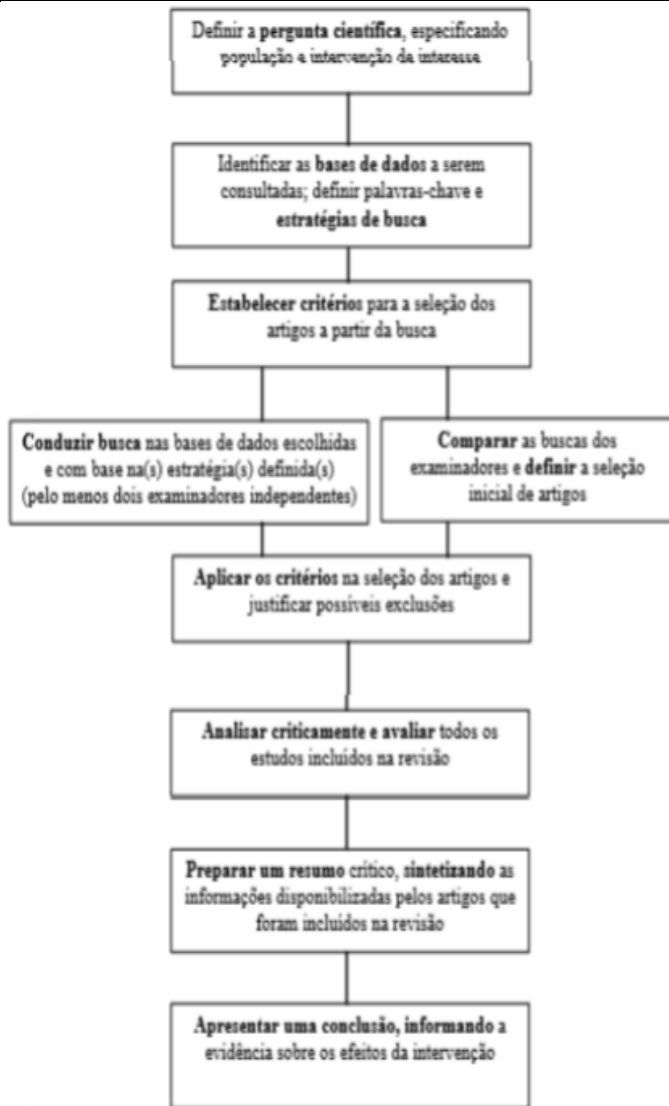 Definir a pergunta científica, especificando
população e intervenção de interesse
Identificar as bases de dados a serem
consultadas; definir palavras-chave e
estratégias de busca
Estabelecer critérios para a seleção dos
artigos a partir da busca
Conduzir busca nas bases de dados escolhidas
e com base na(s) estratégia(s) definida(s)
(pelo menos dois examinadores independentes)
Comparar as buscas dos
examinadores e definir a seleção
inicial de artigos
Aplicar os critérios na seleção dos artigos e
justificar possíveis exclusões
Analisar criticamente e avaliar todos os
estudos incluídos na revisão
Preparar um resumo crítico, sintetizando as
informações disponibilizadas pelos artigos que
foram incluídos na revisão
Apresentar uma conclusão, informando a
evidência sobre os efeitos da intervenção